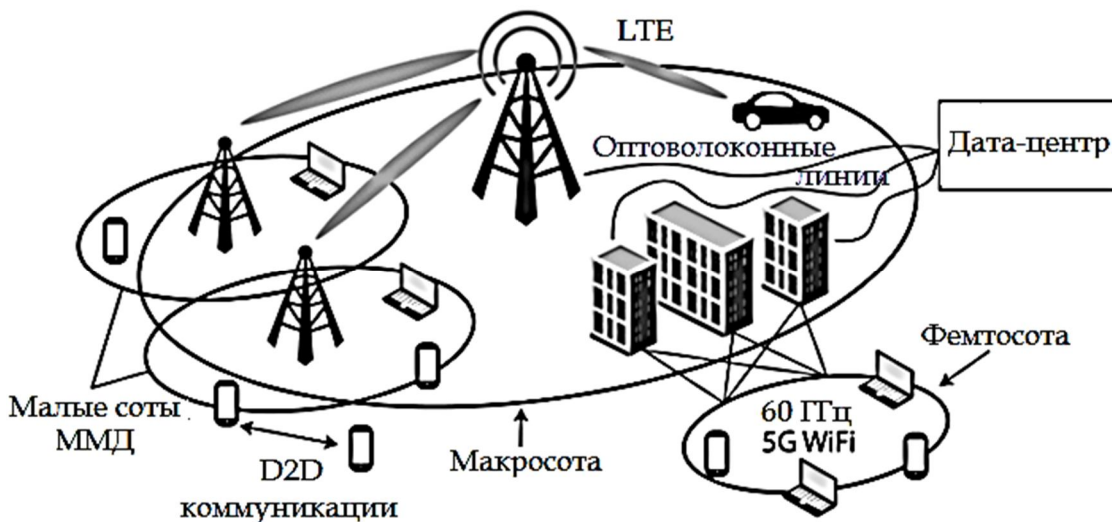 LTE
Оптоволоконные
линии
Дата-центр
Малые соты
ММД
D2D
коммуникации
Макросота
Фемтосота
60 ГГц
5G WiFi